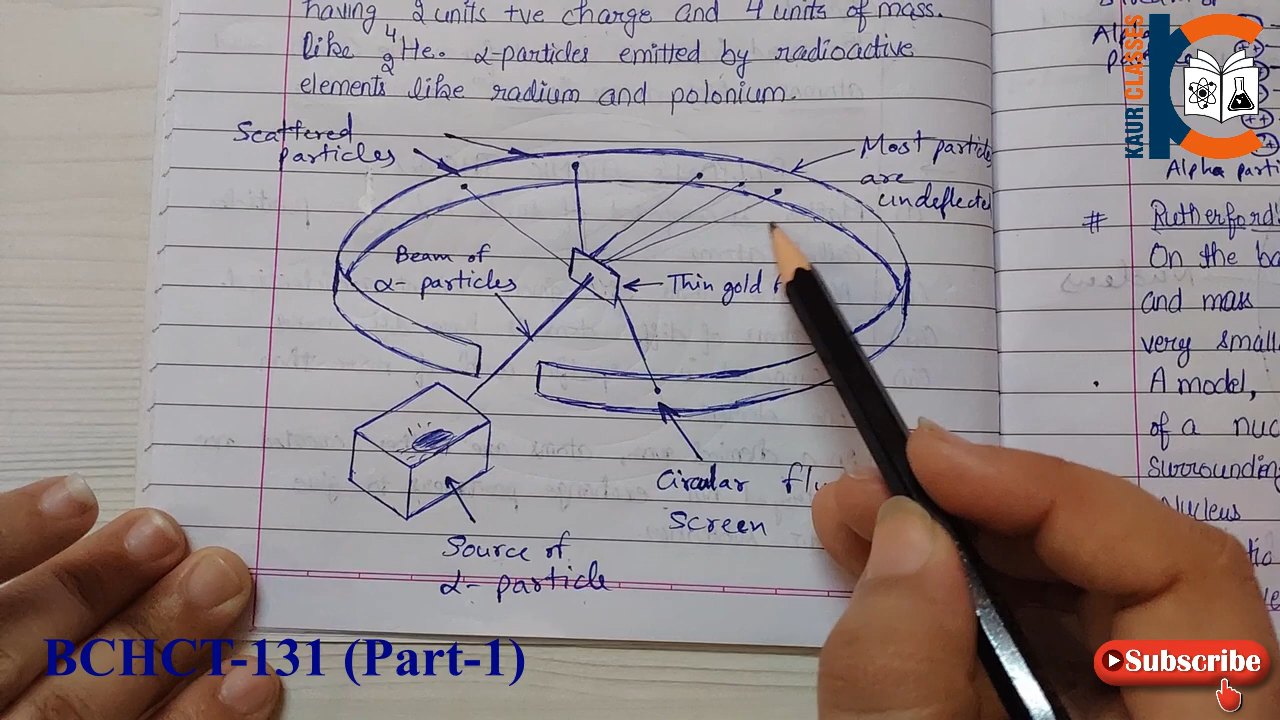 having 2 units +ve charge and 4 units of mass.
like ⁴₂He. α-particles emitted by radioactive
elements like radium and polonium.
Scattered
particles
Most particle
are
undeflecte
Beam of
α- particles
Thin gold
Circular flu
screen
Source of
α- particle
Alpha parti
# Rutherford
On the ba
and mass
very small
A model,
of a nuc
Surrounding
Nucleus
KAUR CLASSES
BCHCT-131 (Part-1)
Subscribe